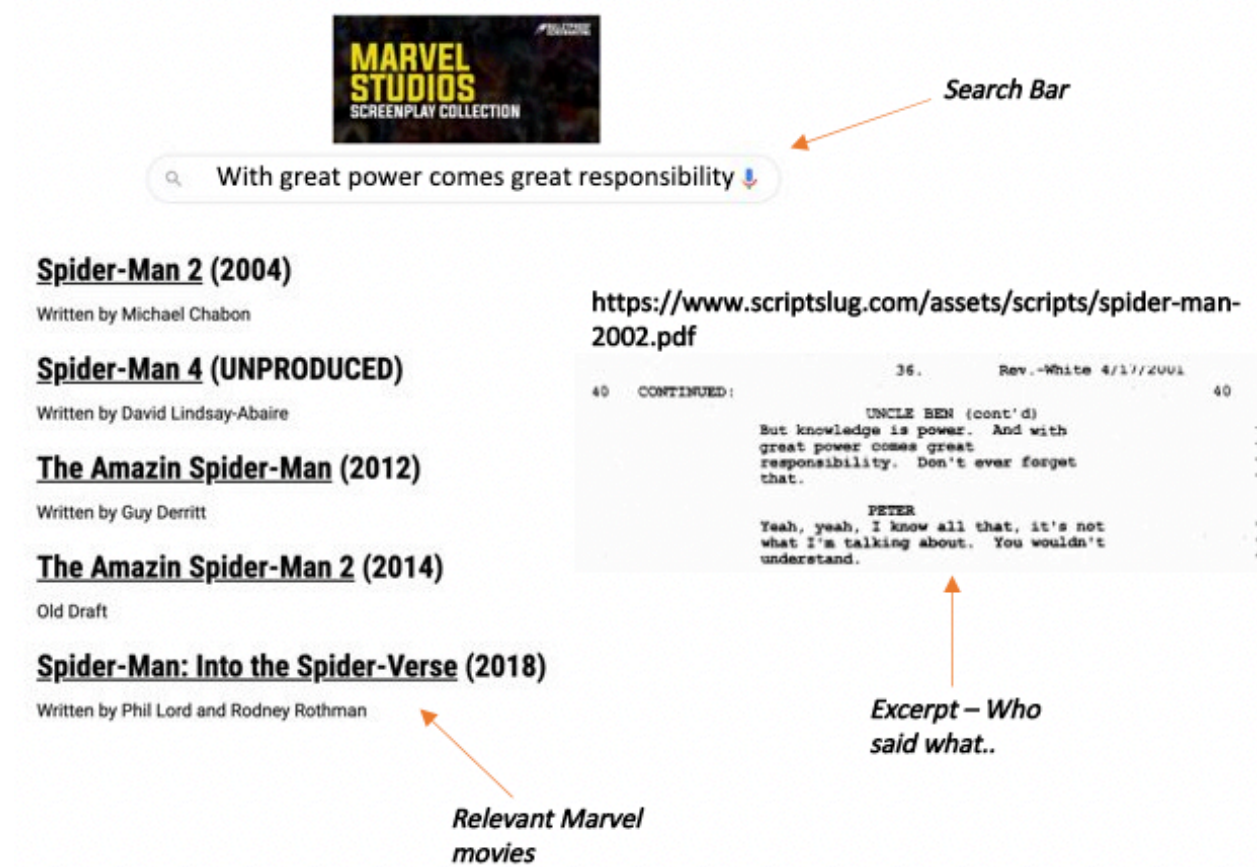 BULLETPROOF
SCREENWRITING
MARVEL
STUDIOS
SCREENPLAY COLLECTION
Search Bar
With great power comes great responsibility
Spider-Man 2 (2004)
Written by Michael Chabon
Spider-Man 4 (UNPRODUCED)
Written by David Lindsay-Abaire
The Amazin Spider-Man (2012)
Written by Guy Derritt
The Amazin Spider-Man 2 (2014)
Old Draft
Spider-Man: Into the Spider-Verse (2018)
Written by Phil Lord and Rodney Rothman
Relevant Marvel
movies
https://www.scriptslug.com/assets/scripts/spider-man-
2002.pdf
36. Rev.-White 4/17/2001
40 CONTINUED: 40
UNCLE BEN (cont'd)
But knowledge is power. And with
great power comes great
responsibility. Don't ever forget
that.
PETER
Yeah, yeah, I know all that, it's not
what I'm talking about. You wouldn't
understand.
Excerpt – Who
said what..